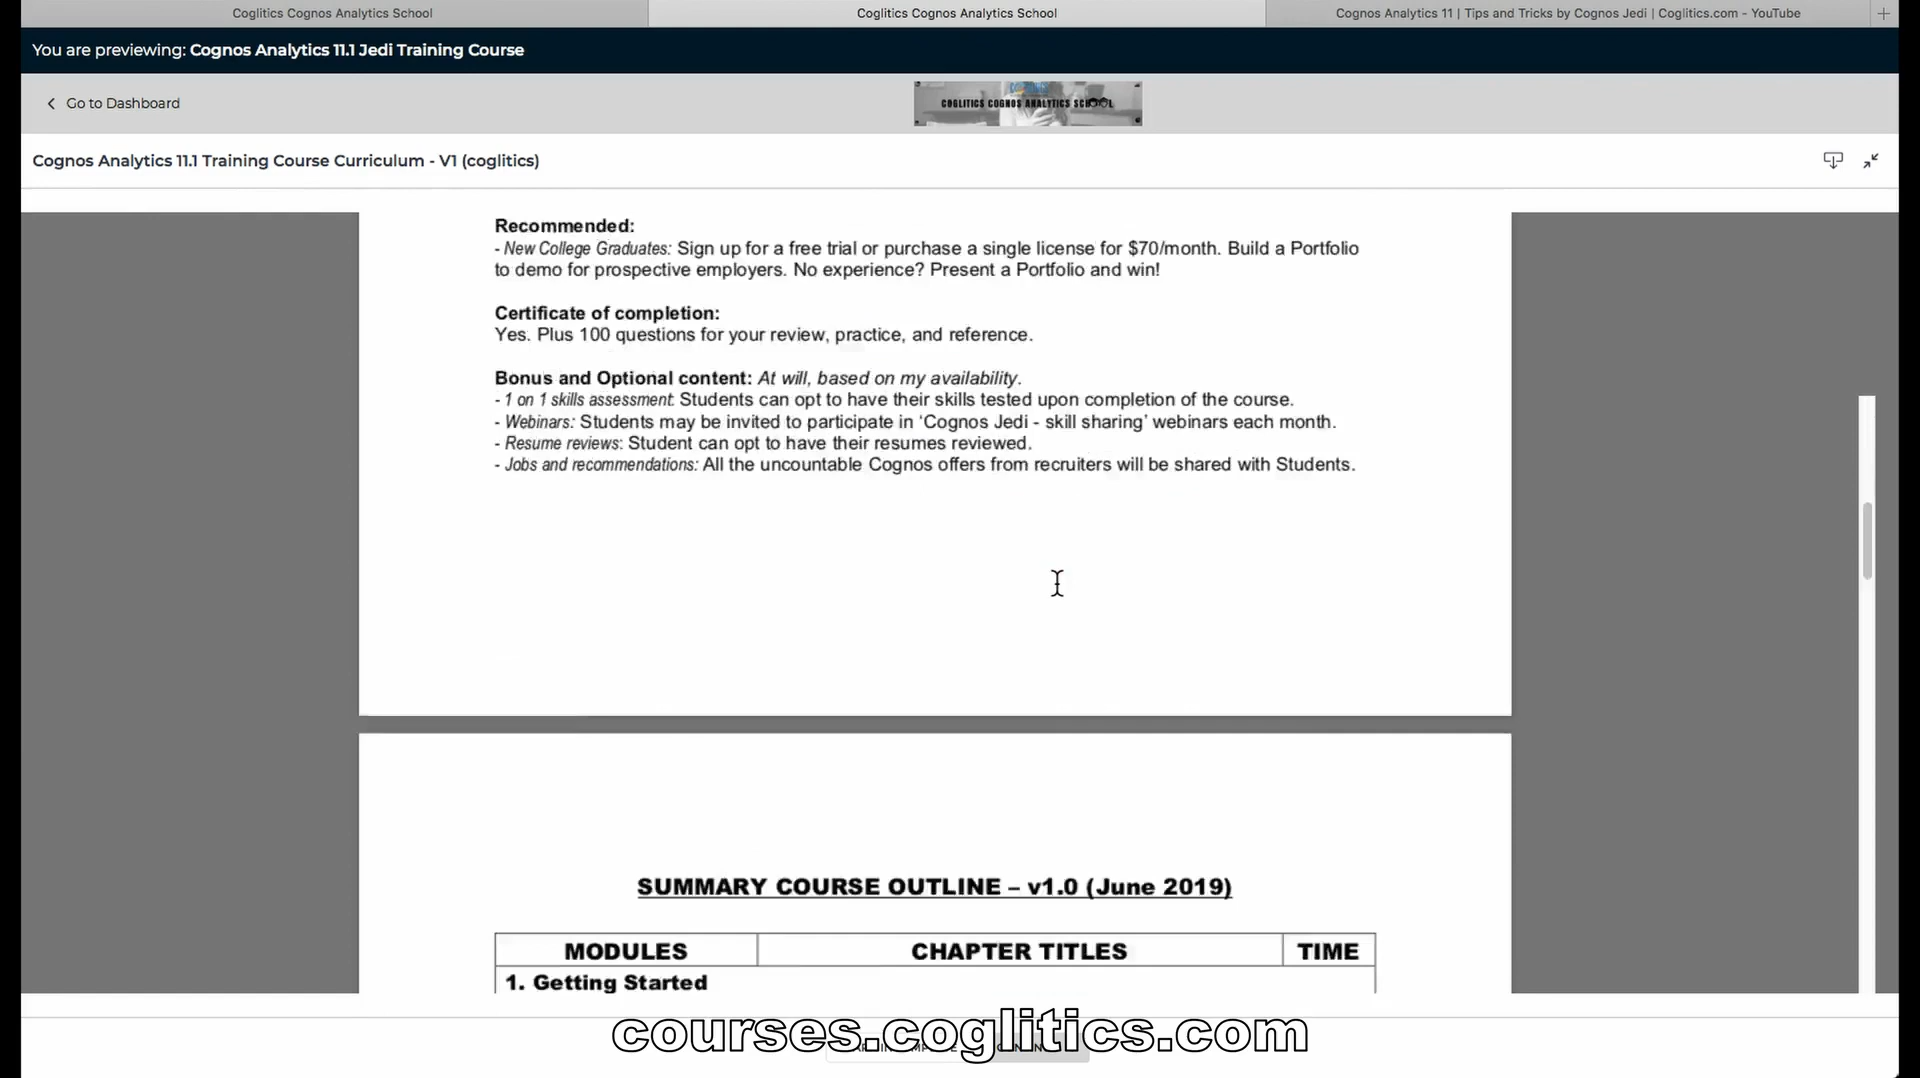 Coglitics Cognos Analytics School
Coglitics Cognos Analytics School
Cognos Analytics 11 | Tips and Tricks by Cognos Jedi | Coglitics.com - YouTube
You are previewing: Cognos Analytics 11.1 Jedi Training Course
Go to Dashboard
COGLITICS COGNOS ANALYTICS SCHOOL
Cognos Analytics 11.1 Training Course Curriculum - V1 (coglitics)
Recommended:
- New College Graduates: Sign up for a free trial or purchase a single license for $70/month. Build a Portfolio
to demo for prospective employers. No experience? Present a Portfolio and win!
Certificate of completion:
Yes. Plus 100 questions for your review, practice, and reference.
Bonus and Optional content: At will, based on my availability.
- 1 on 1 skills assessment: Students can opt to have their skills tested upon completion of the course.
- Webinars: Students may be invited to participate in ‘Cognos Jedi - skill sharing’ webinars each month.
- Resume reviews: Student can opt to have their resumes reviewed.
- Jobs and recommendations: All the uncountable Cognos offers from recruiters will be shared with Students.
SUMMARY COURSE OUTLINE – v1.0 (June 2019)
MODULES CHAPTER TITLES TIME
1. Getting Started
courses.coglitics.com